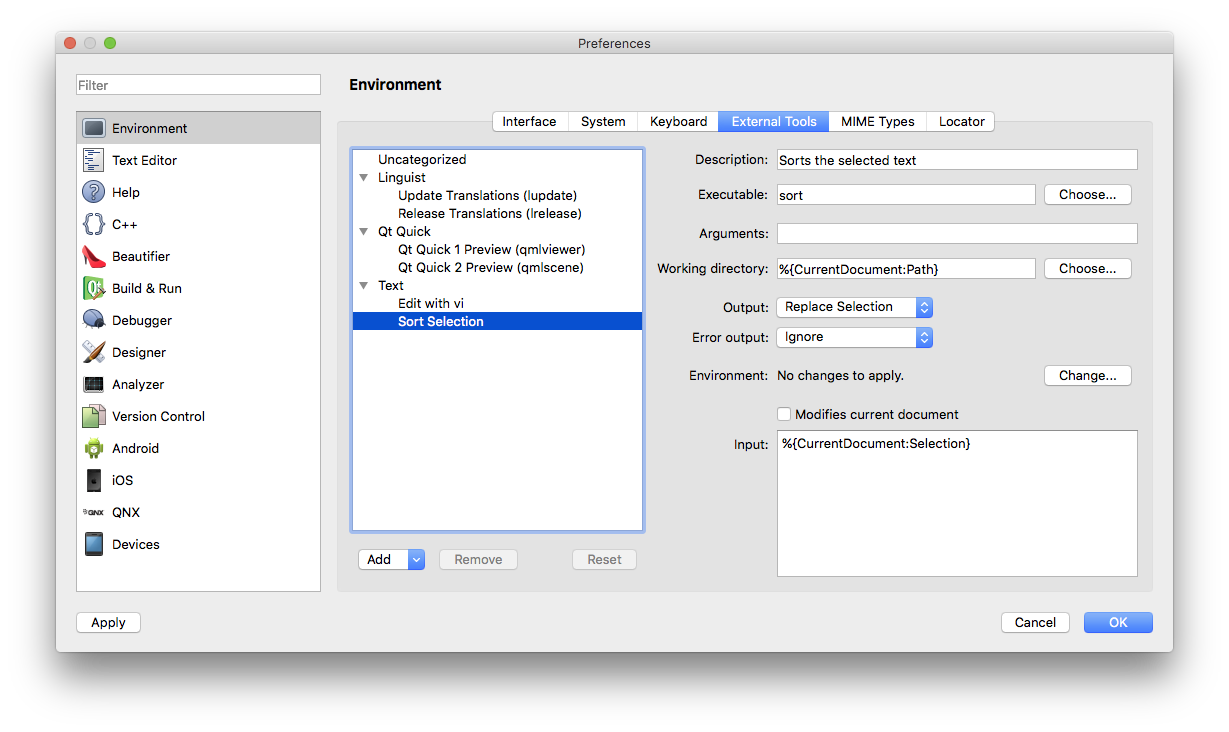 Preferences
Filter
Environment
Text Editor
Help
C++
Beautifier
Build & Run
Debugger
Designer
Analyzer
Version Control
Android
iOS
QNX QNX
Devices
Environment
Interface System Keyboard External Tools MIME Types Locator
Uncategorized
Linguist
Update Translations (lupdate)
Release Translations (lrelease)
Qt Quick
Qt Quick 1 Preview (qmlviewer)
Qt Quick 2 Preview (qmlscene)
Text
Edit with vi
Sort Selection
Add Remove Reset
Description: Sorts the selected text
Executable: sort Choose...
Arguments:
Working directory: %{CurrentDocument:Path} Choose...
Output: Replace Selection
Error output: Ignore
Environment: No changes to apply. Change...
Modifies current document
Input: %{CurrentDocument:Selection}
Apply Cancel OK